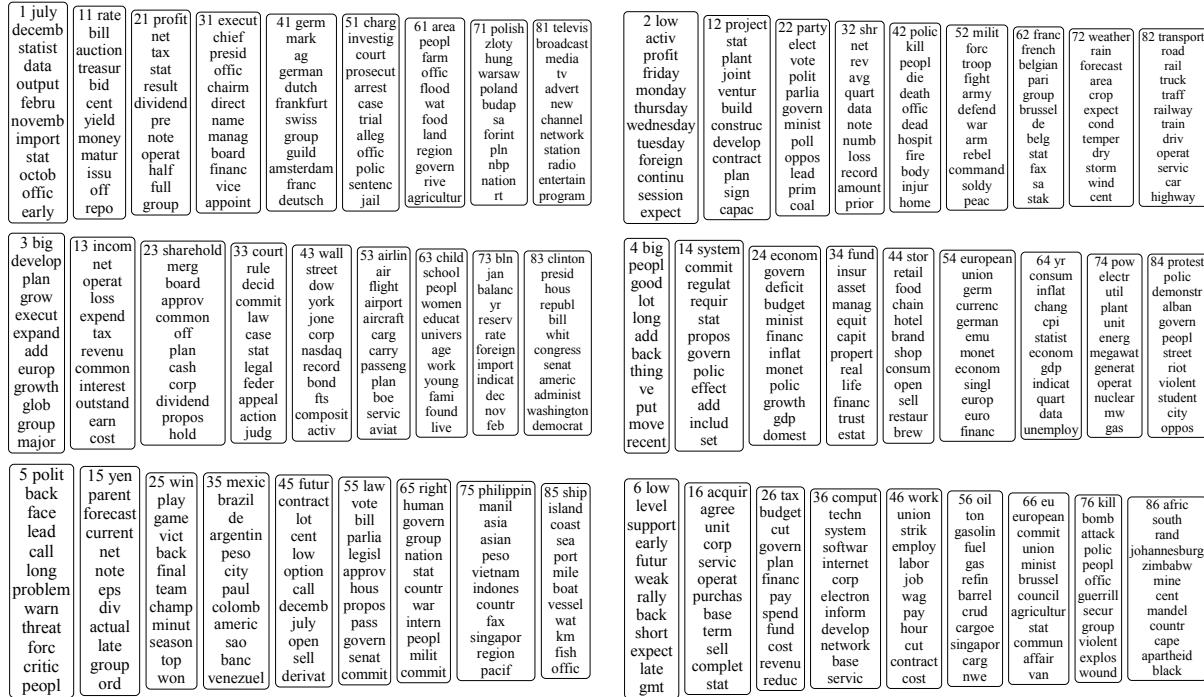 1 july
decemb
statist
data
output
febru
novemb
import
stat
octob
offic
early
11 rate
bill
auction
treasur
bid
cent
yield
money
matur
issu
off
repo
21 profit
net
tax
stat
result
dividend
pre
note
operat
half
full
group
31 execut
chief
presid
offic
chairm
direct
name
manag
board
financ
vice
appoint
41 germ
mark
ag
german
dutch
frankfurt
swiss
group
guild
amsterdam
franc
deutsch
51 charg
investig
court
prosecut
arrest
case
trial
alleg
offic
polic
sentenc
jail
61 area
peopl
farm
offic
flood
wat
food
land
region
govern
rive
agricultur
71 polish
zloty
hung
warsaw
poland
budap
sa
forint
pln
nbp
nation
rt
81 televis
broadcast
media
tv
advert
new
channel
network
station
radio
entertain
program
2 low
activ
profit
friday
monday
thursday
wednesday
tuesday
foreign
continu
session
expect
12 project
stat
plant
joint
ventur
build
construc
develop
contract
plan
sign
capac
22 party
elect
vote
polit
parlia
govern
minist
poll
oppos
lead
prim
coal
32 shr
net
rev
avg
quart
data
note
numb
loss
record
amount
prior
42 polic
kill
peopl
die
death
offic
dead
hospit
fire
body
injur
home
52 milit
forc
troop
fight
army
defend
war
arm
rebel
command
soldy
peac
62 franc
french
belgian
pari
group
brussel
de
belg
stat
fax
sa
stak
72 weather
rain
forecast
area
crop
expect
cond
temper
dry
storm
wind
cent
82 transport
road
rail
truck
traff
railway
train
driv
operat
servic
car
highway
3 big
develop
plan
grow
execut
expand
add
europ
growth
glob
group
major
13 incom
net
operat
loss
expend
tax
revenu
common
interest
outstand
earn
cost
23 sharehold
merg
board
approv
common
off
plan
cash
corp
dividend
propos
hold
33 court
rule
decid
commit
law
case
stat
legal
feder
appeal
action
judg
43 wall
street
dow
york
jone
corp
nasdaq
record
bond
fts
composit
activ
53 airlin
air
flight
airport
aircraft
carg
carry
passeng
plan
boe
servic
aviat
63 child
school
peopl
women
educat
univers
age
work
young
fami
found
live
73 bln
jan
balanc
yr
reserv
rate
foreign
import
indicat
dec
nov
feb
83 clinton
presid
hous
republ
bill
whit
congress
senat
americ
administ
washington
democrat
4 big
peopl
good
lot
long
add
back
thing
ve
put
move
recent
14 system
commit
regulat
requir
stat
propos
govern
polic
effect
add
includ
set
24 econom
govern
deficit
budget
minist
financ
inflat
monet
polic
growth
gdp
domest
34 fund
insur
asset
manag
equit
capit
propert
real
life
financ
trust
estat
44 stor
retail
food
chain
hotel
brand
shop
consum
open
sell
restaur
brew
54 european
union
germ
currenc
german
emu
monet
econom
singl
europ
euro
financ
64 yr
consum
inflat
chang
cpi
statist
econom
gdp
indicat
quart
data
unemploy
74 pow
electr
util
plant
unit
energ
megawat
generat
operat
nuclear
mw
gas
84 protest
polic
demonstr
alban
govern
peopl
street
riot
violent
student
city
oppos
5 polit
back
face
lead
call
long
problem
warn
threat
forc
critic
peopl
15 yen
parent
forecast
current
net
note
eps
div
actual
late
group
ord
25 win
play
game
vict
back
final
team
champ
minut
season
top
won
35 mexic
brazil
de
argentin
peso
city
paul
colomb
americ
sao
banc
venezuel
45 futur
contract
lot
cent
low
option
call
decemb
july
open
sell
derivat
55 law
vote
bill
parlia
legisl
approv
hous
propos
pass
govern
senat
commit
65 right
human
govern
group
nation
stat
countr
war
intern
peopl
milit
commit
75 philippin
manil
asia
asian
peso
vietnam
indones
countr
fax
singapor
region
pacif
85 ship
island
coast
sea
port
mile
boat
vessel
wat
km
fish
offic
6 low
level
support
early
futur
weak
rally
back
short
expect
late
gmt
16 acquir
agree
unit
corp
servic
operat
purchas
base
term
sell
complet
stat
26 tax
budget
cut
govern
plan
financ
pay
spend
fund
cost
revenu
reduc
36 comput
techn
system
softwar
internet
corp
electron
inform
develop
network
base
servic
46 work
union
strik
employ
labor
job
wag
pay
hour
cut
contract
cost
56 oil
ton
gasolin
fuel
gas
refin
barrel
crud
cargoe
singapor
carg
nwe
66 eu
european
commit
union
minist
brussel
council
agricultur
stat
commun
affair
van
76 kill
bomb
attack
polic
peopl
offic
guerrill
secur
group
violent
explos
wound
86 afric
south
rand
johannesburg
zimbabw
mine
cent
mandel
countr
cape
apartheid
black